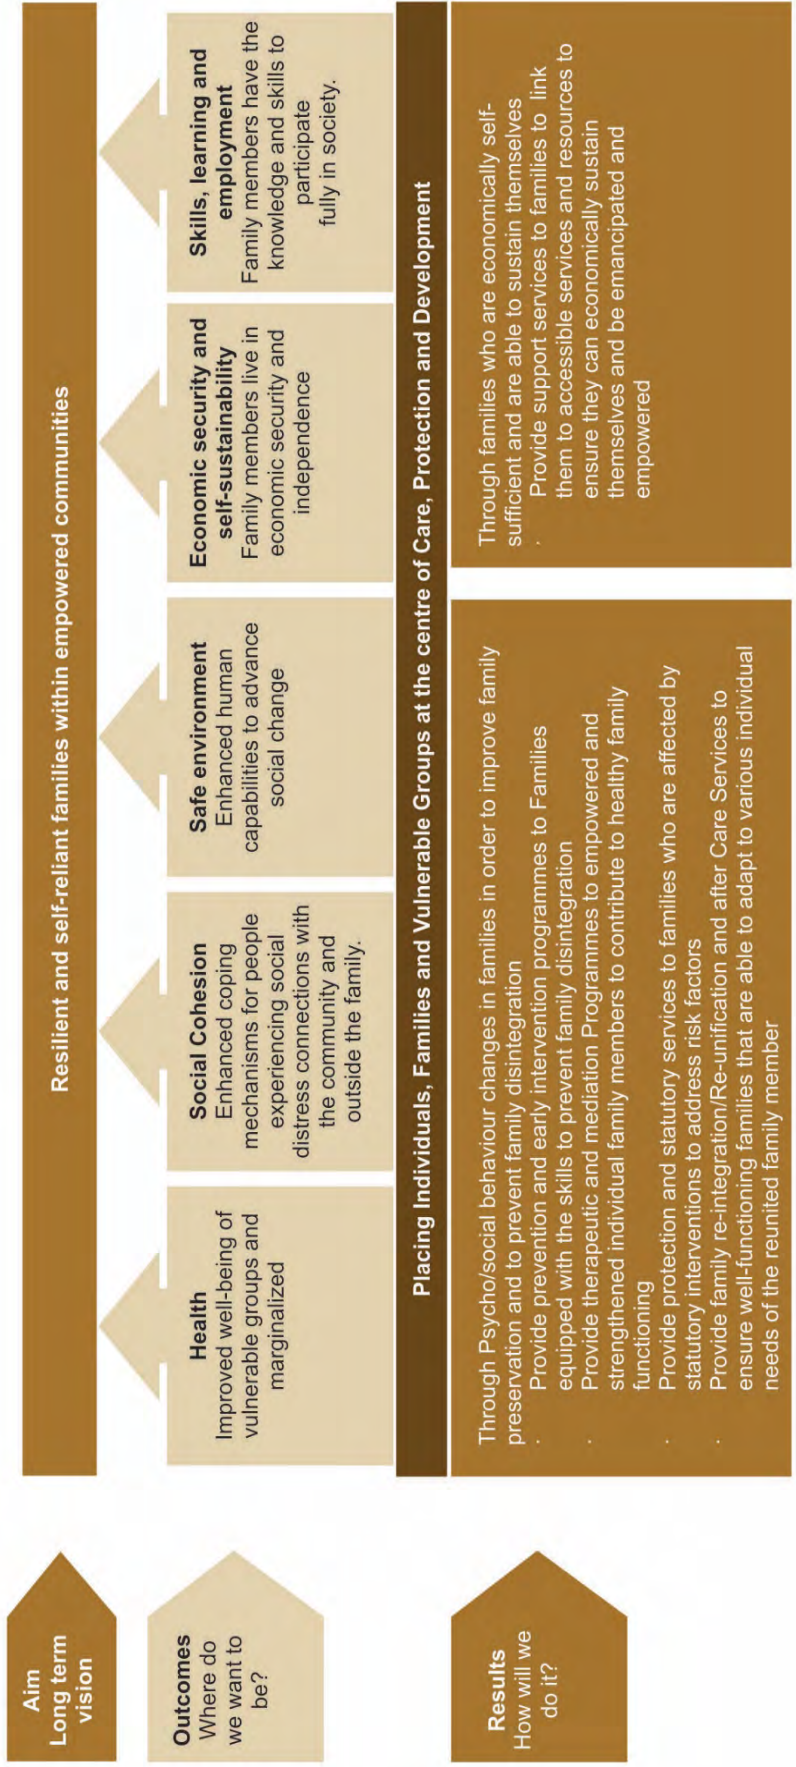 Aim
Long term
vision
Resilient and self-reliant families within empowered communities
Outcomes
Where do
we want to
be?
Health
Improved well-being of
vulnerable groups and
marginalized
Social Cohesion
Enhanced coping
mechanisms for people
experiencing social
distress connections with
the community and
outside the family.
Safe environment
Enhanced human
capabilities to advance
social change
Economic security and
self-sustainability
Family members live in
economic security and
independence
Skills, learning and
employment
Family members have the
knowledge and skills to
participate
fully in society.
Placing Individuals, Families and Vulnerable Groups at the centre of Care, Protection and Development
Results
How will we
do it?
Through Psycho/social behaviour changes in families in order to improve family
preservation and to prevent family disintegration
· Provide prevention and early intervention programmes to Families
equipped with the skills to prevent family disintegration
· Provide therapeutic and mediation Programmes to empowered and
strengthened individual family members to contribute to healthy family
functioning
· Provide protection and statutory services to families who are affected by
statutory interventions to address risk factors
· Provide family re-integration/Re-unification and after Care Services to
ensure well-functioning families that are able to adapt to various individual
needs of the reunited family member
Through families who are economically self-
sufficient and are able to sustain themselves
· Provide support services to families to link
them to accessible services and resources to
ensure they can economically sustain
themselves and be emancipated and
empowered